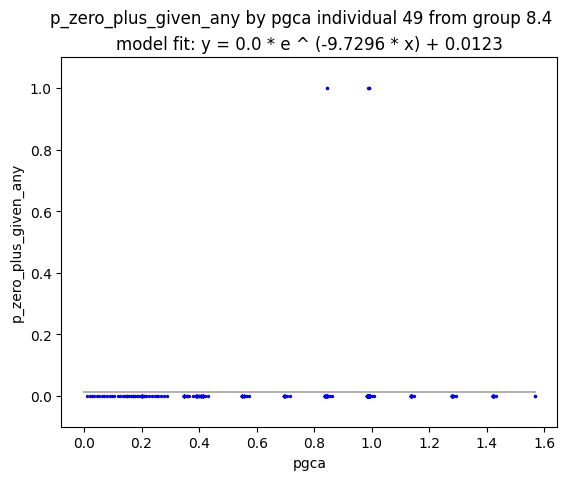 p_zero_plus_given_any by pgca individual 49 from group 8.4
model fit: y = 0.0 * e ^ (-9.7296 * x) + 0.0123
p_zero_plus_given_any
1.0
0.8
0.6
0.4
0.2
0.0
0.0 0.2 0.4 0.6 0.8 1.0 1.2 1.4 1.6
pgca